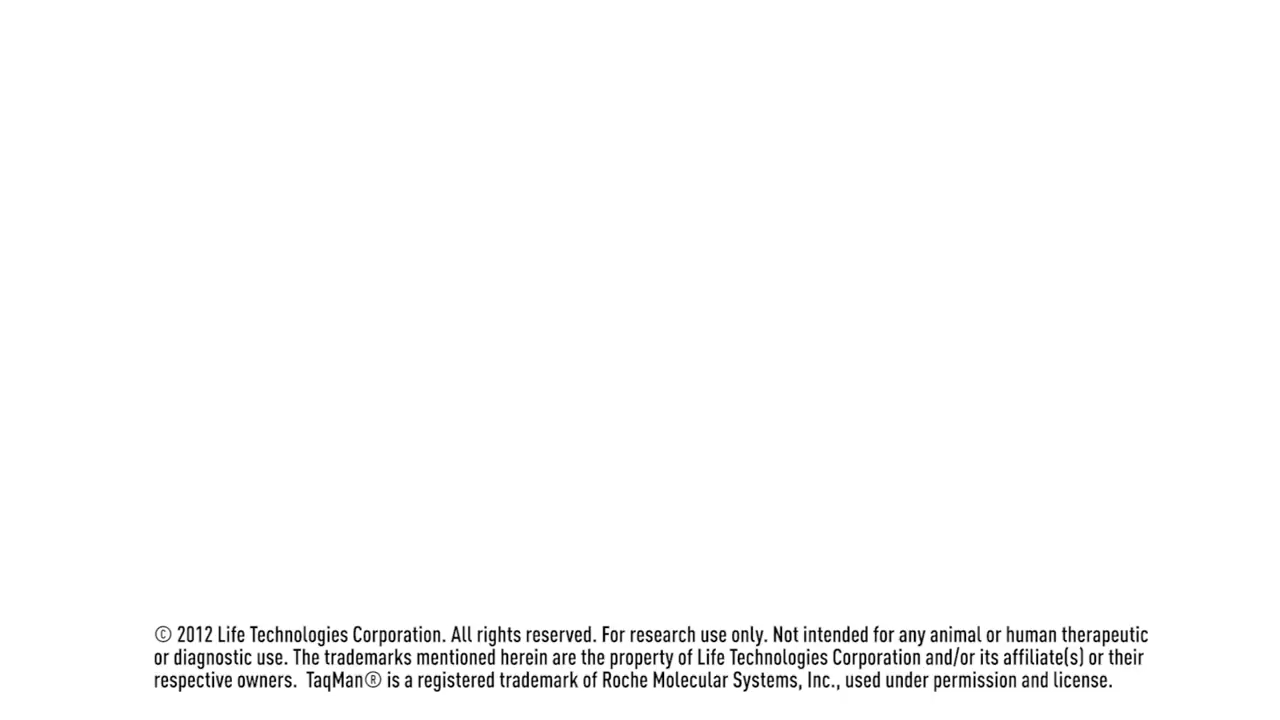 © 2012 Life Technologies Corporation. All rights reserved. For research use only. Not intended for any animal or human therapeutic
or diagnostic use. The trademarks mentioned herein are the property of Life Technologies Corporation and/or its affiliate(s) or their
respective owners.  TaqMan® is a registered trademark of Roche Molecular Systems, Inc., used under permission and license.